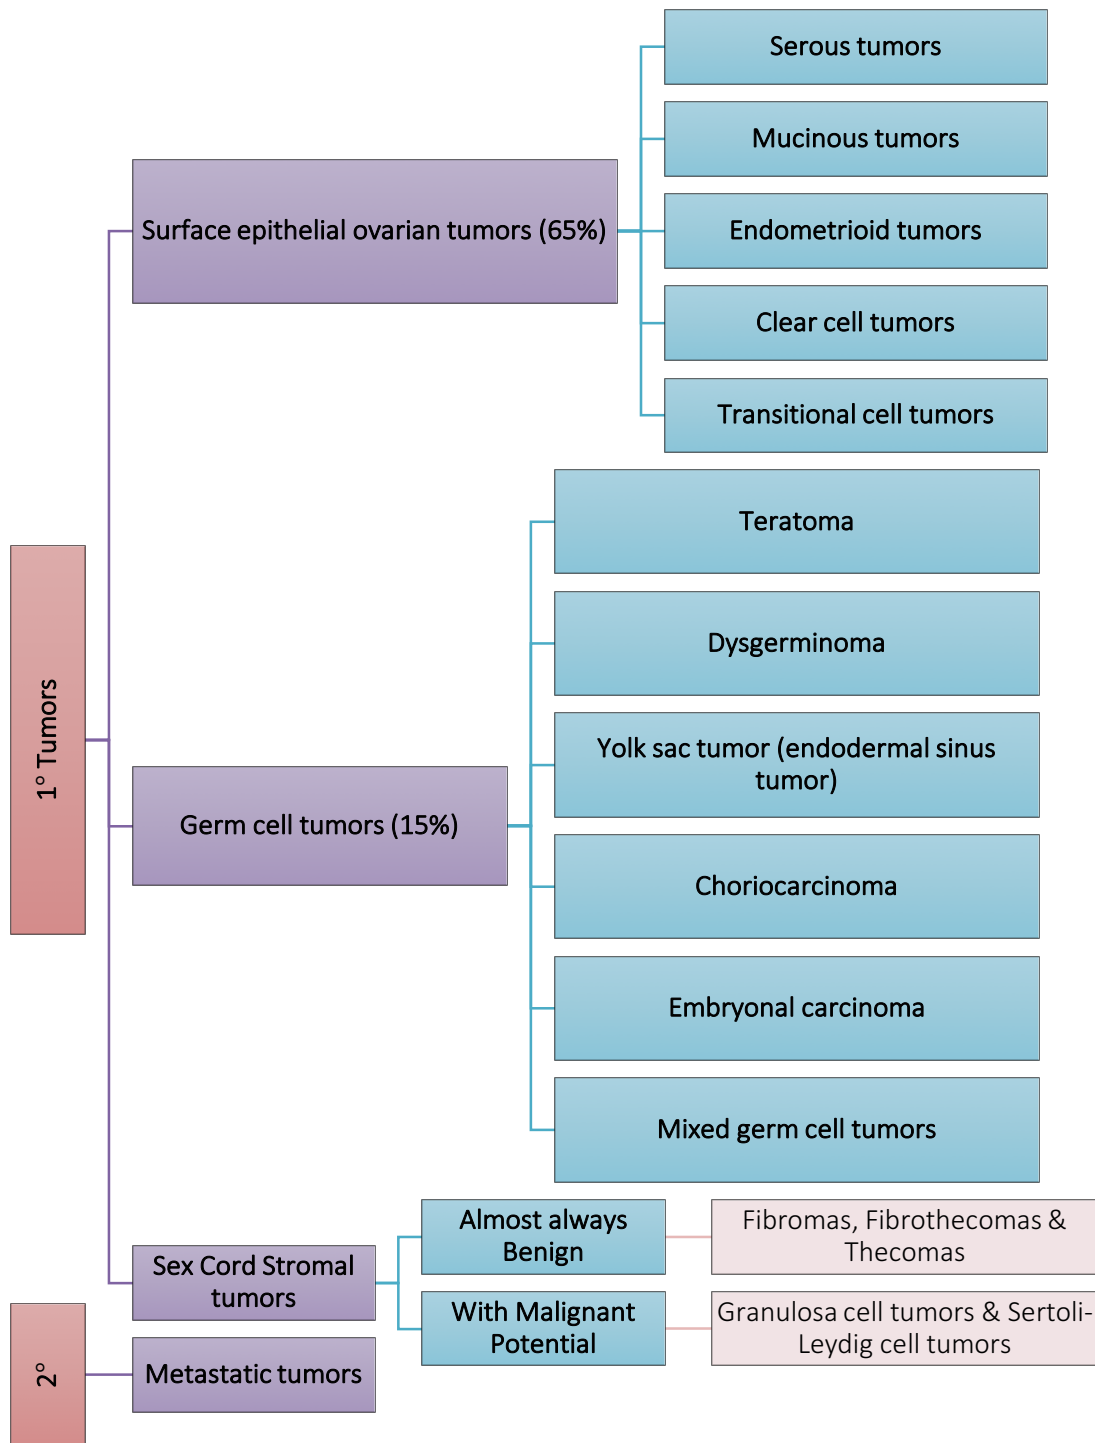 1° Tumors
Surface epithelial ovarian tumors (65%)
Serous tumors
Mucinous tumors
Endometrioid tumors
Clear cell tumors
Transitional cell tumors
Germ cell tumors (15%)
Teratoma
Dysgerminoma
Yolk sac tumor (endodermal sinus
tumor)
Choriocarcinoma
Embryonal carcinoma
Mixed germ cell tumors
Sex Cord Stromal
tumors
Almost always
Benign
Fibromas, Fibrothecomas &
Thecomas
With Malignant
Potential
Granulosa cell tumors & Sertoli-
Leydig cell tumors
2°
Metastatic tumors